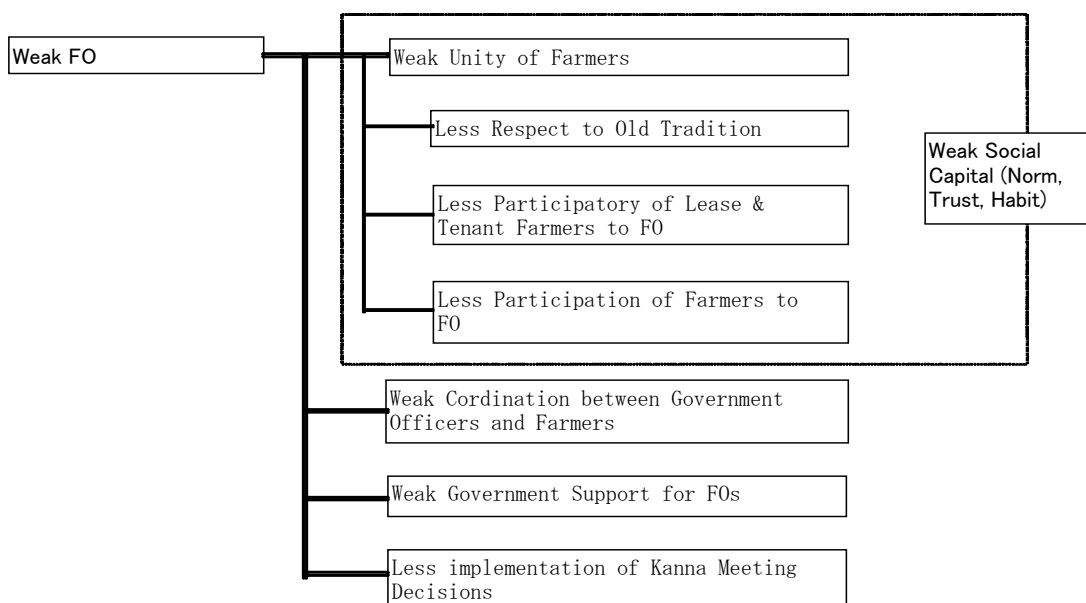 Weak FO
Weak Unity of Farmers
Less Respect to Old Tradition
Weak Social
Capital (Norm,
Trust, Habit)
Less Participatory of Lease &
Tenant Farmers to FO
Less Participation of Farmers to
FO
Weak Cordination between Government
Officers and Farmers
Weak Government Support for FOs
Less implementation of Kanna Meeting
Decisions